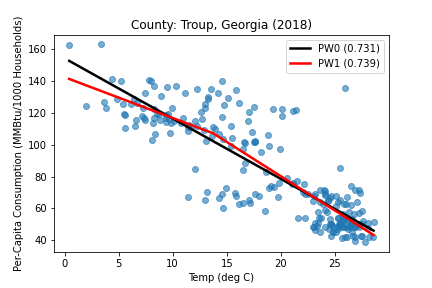 County: Troup, Georgia (2018)
PW0 (0.731)
PW1 (0.739)
Per-Capita Consumption (MMBtu/1000 Households)
160
140
120
100
80
60
40
0 5 10 15 20 25
Temp (deg C)